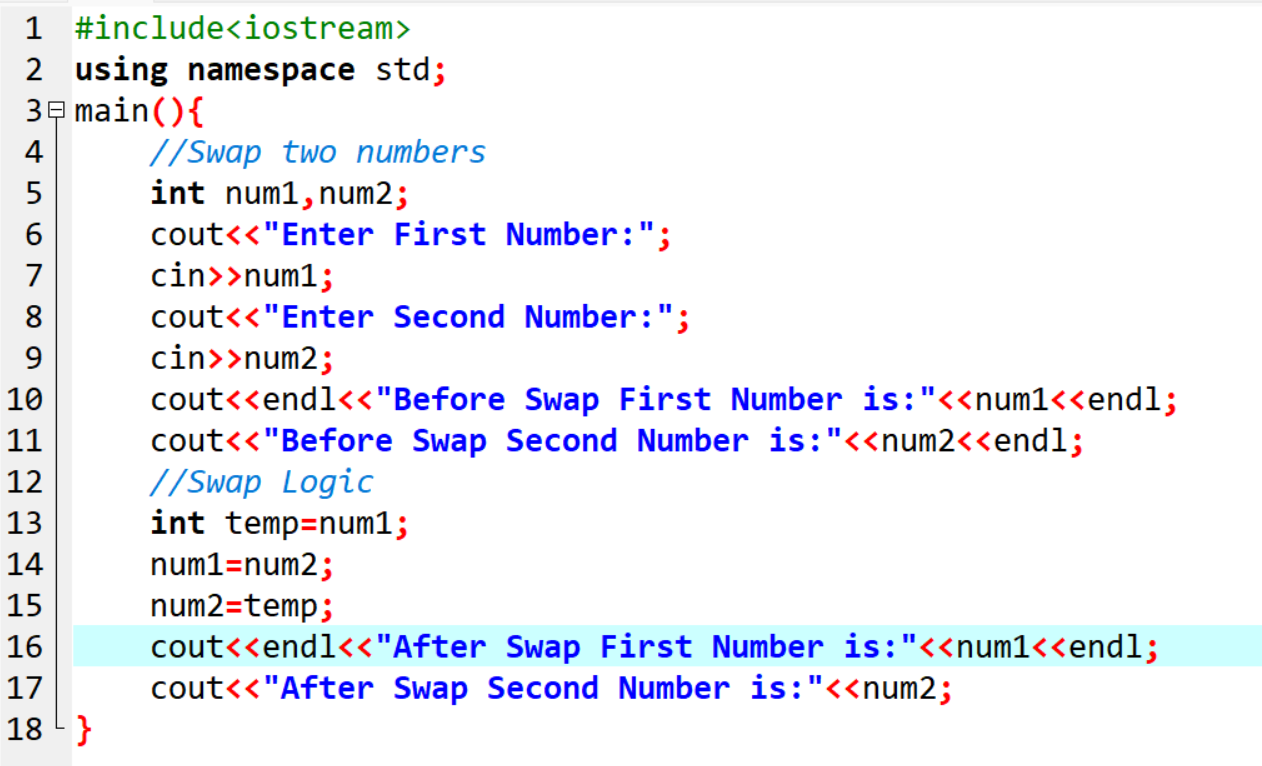 1 #include<iostream>
2 using namespace std;
3 main(){
4 //Swap two numbers
5 int num1,num2;
6 cout<<"Enter First Number:";
7 cin>>num1;
8 cout<<"Enter Second Number:";
9 cin>>num2;
10 cout<<endl<<"Before Swap First Number is:"<<num1<<endl;
11 cout<<"Before Swap Second Number is:"<<num2<<endl;
12 //Swap Logic
13 int temp=num1;
14 num1=num2;
15 num2=temp;
16 cout<<endl<<"After Swap First Number is:"<<num1<<endl;
17 cout<<"After Swap Second Number is:"<<num2;
18 }